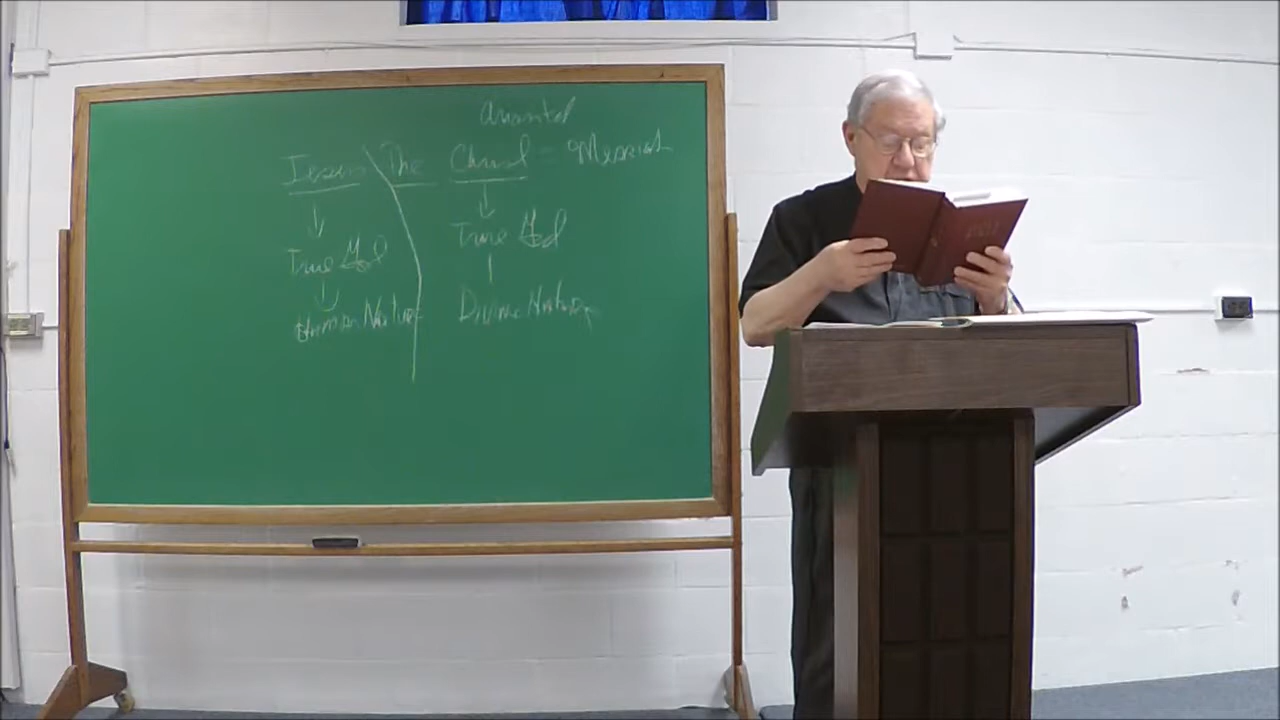 anointed
Jesus The Christ = Messiah
True God True God
Human Nature Divine Nature